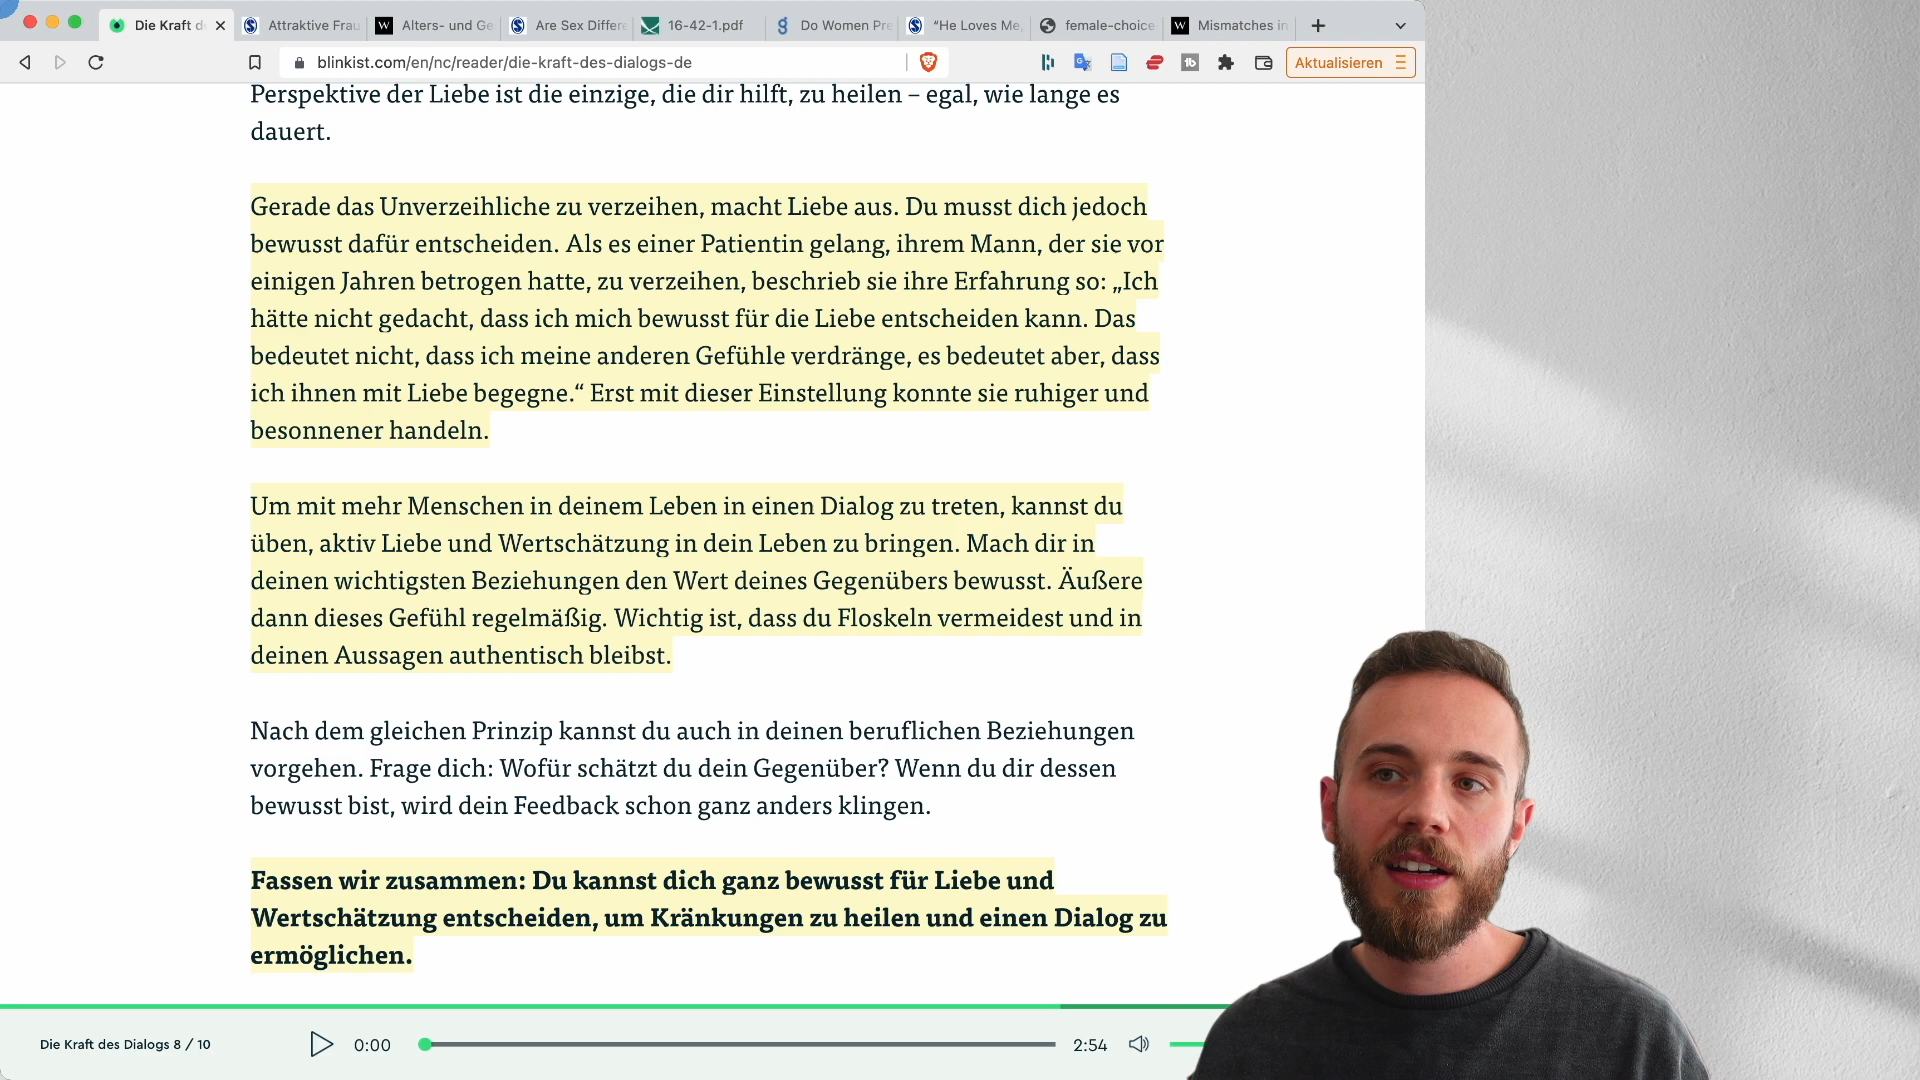 Die Kraft d
Attraktive Frau
Alters- und Ge
Are Sex Differe
16-42-1.pdf
Do Women Pre
“He Loves Me,
female-choice
Mismatches in
blinkist.com/en/nc/reader/die-kraft-des-dialogs-de
Aktualisieren
Perspektive der Liebe ist die einzige, die dir hilft, zu heilen – egal, wie lange es
dauert.
Gerade das Unverzeihliche zu verzeihen, macht Liebe aus. Du musst dich jedoch
bewusst dafür entscheiden. Als es einer Patientin gelang, ihrem Mann, der sie vor
einigen Jahren betrogen hatte, zu verzeihen, beschrieb sie ihre Erfahrung so: „Ich
hätte nicht gedacht, dass ich mich bewusst für die Liebe entscheiden kann. Das
bedeutet nicht, dass ich meine anderen Gefühle verdränge, es bedeutet aber, dass
ich ihnen mit Liebe begegne.“ Erst mit dieser Einstellung konnte sie ruhiger und
besonnener handeln.
Um mit mehr Menschen in deinem Leben in einen Dialog zu treten, kannst du
üben, aktiv Liebe und Wertschätzung in dein Leben zu bringen. Mach dir in
deinen wichtigsten Beziehungen den Wert deines Gegenübers bewusst. Äußere
dann dieses Gefühl regelmäßig. Wichtig ist, dass du Floskeln vermeidest und in
deinen Aussagen authentisch bleibst.
Nach dem gleichen Prinzip kannst du auch in deinen beruflichen Beziehungen
vorgehen. Frage dich: Wofür schätzt du dein Gegenüber? Wenn du dir dessen
bewusst bist, wird dein Feedback schon ganz anders klingen.
Fassen wir zusammen: Du kannst dich ganz bewusst für Liebe und
Wertschätzung entscheiden, um Kränkungen zu heilen und einen Dialog zu
ermöglichen.
Die Kraft des Dialogs 8 / 10
0:00
2:54